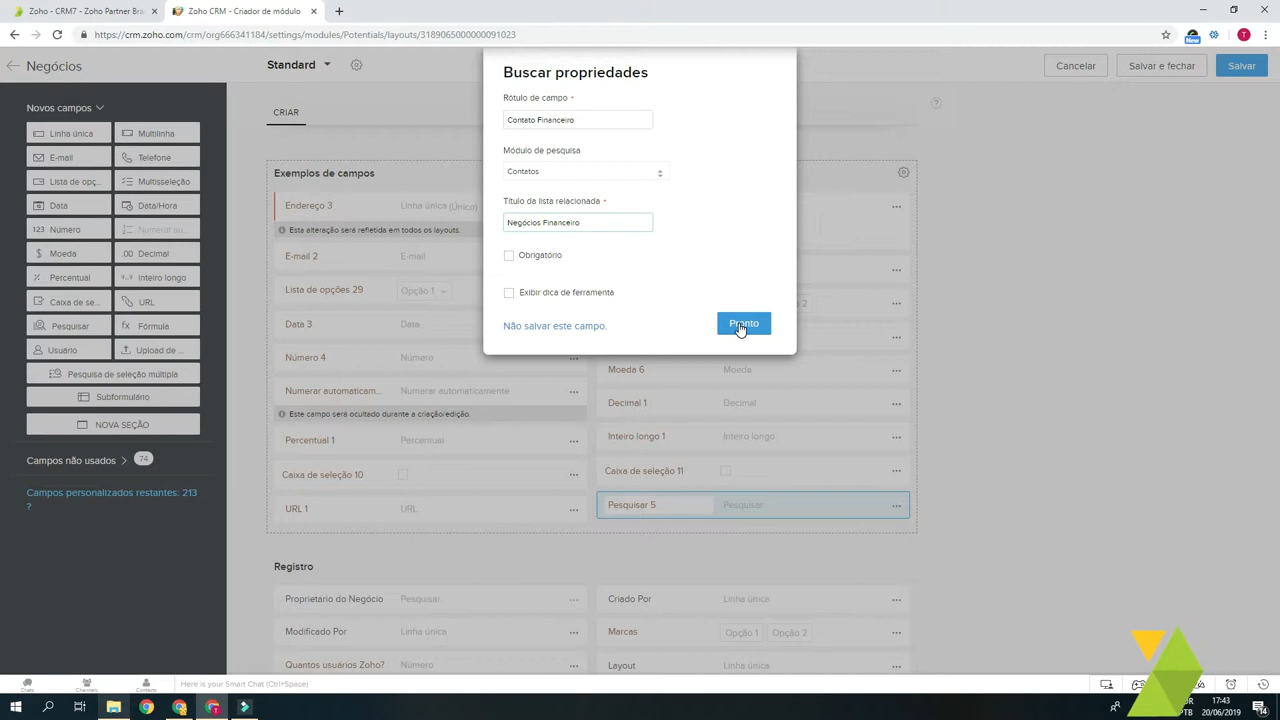 Zoho - CRM7 - Zoho Partner Bra
Zoho CRM - Criador de módulo
https://crm.zoho.com/crm/org666341184/settings/modules/Potentials/layouts/3189065000000091023
New
T
Negócios
Standard
Cancelar
Salvar e fechar
Salvar
Novos campos
Linha única
Multilinha
E-mail
Telefone
Lista de opç...
Multisseleção
Data
Data/Hora
Número
Numeral au...
Moeda
Decimal
Percentual
Inteiro longo
Caixa de se...
URL
Pesquisar
Fórmula
Usuário
Upload de ...
Pesquisa de seleção múltipla
Subformulário
NOVA SEÇÃO
Campos não usados
74
Campos personalizados restantes: 213
?
CRIAR
?
Exemplos de campos
Endereço 3
Linha única (Único)
Esta alteração será refletida em todos os layouts.
E-mail 2
E-mail
Lista de opções 29
Opção 1
Data 3
Data
Número 4
Número
Numerar automaticam...
Numerar automaticamente
Este campo será ocultado durante a criação/edição.
Percentual 1
Percentual
Caixa de seleção 10
URL 1
URL
Moeda 6
Moeda
Decimal 1
Decimal
Inteiro longo 1
Inteiro longo
Caixa de seleção 11
Pesquisar 5
Pesquisar
Buscar propriedades
Rótulo de campo *
Contato Financeiro
Módulo de pesquisa
Contatos
Título da lista relacionada *
Negócios Financeiro
Obrigatório
Exibir dica de ferramenta
Não salvar este campo.
Pronto
Registro
Proprietário do Negócio
Pesquisar
Criado Por
Linha única
Modificado Por
Linha única
Marcas
Opção 1
Opção 2
Quantos usuários Zoho?
Número
Layout
Linha única
Chats
Channels
Contacts
Here is your Smart Chat (Ctrl+Space)
17:43
PTB
20/06/2019
14